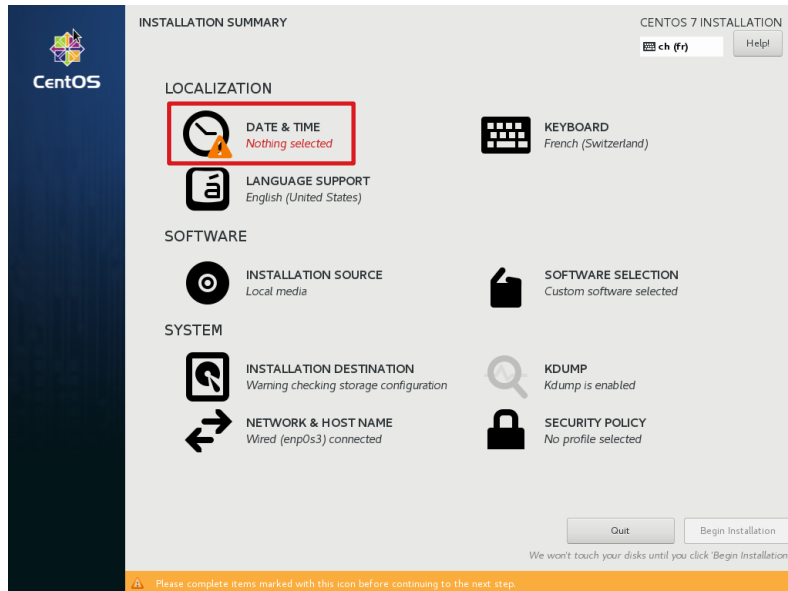 INSTALLATION SUMMARY
CENTOS 7 INSTALLATION
ch (fr)
Help!
CentOS
LOCALIZATION
DATE & TIME
Nothing selected
KEYBOARD
French (Switzerland)
á
LANGUAGE SUPPORT
English (United States)
SOFTWARE
INSTALLATION SOURCE
Local media
SOFTWARE SELECTION
Custom software selected
SYSTEM
INSTALLATION DESTINATION
Warning checking storage configuration
KDUMP
Kdump is enabled
NETWORK & HOST NAME
Wired (enp0s3) connected
SECURITY POLICY
No profile selected
Quit
Begin Installation
We won't touch your disks until you click 'Begin Installation
Please complete items marked with this icon before continuing to the next step.